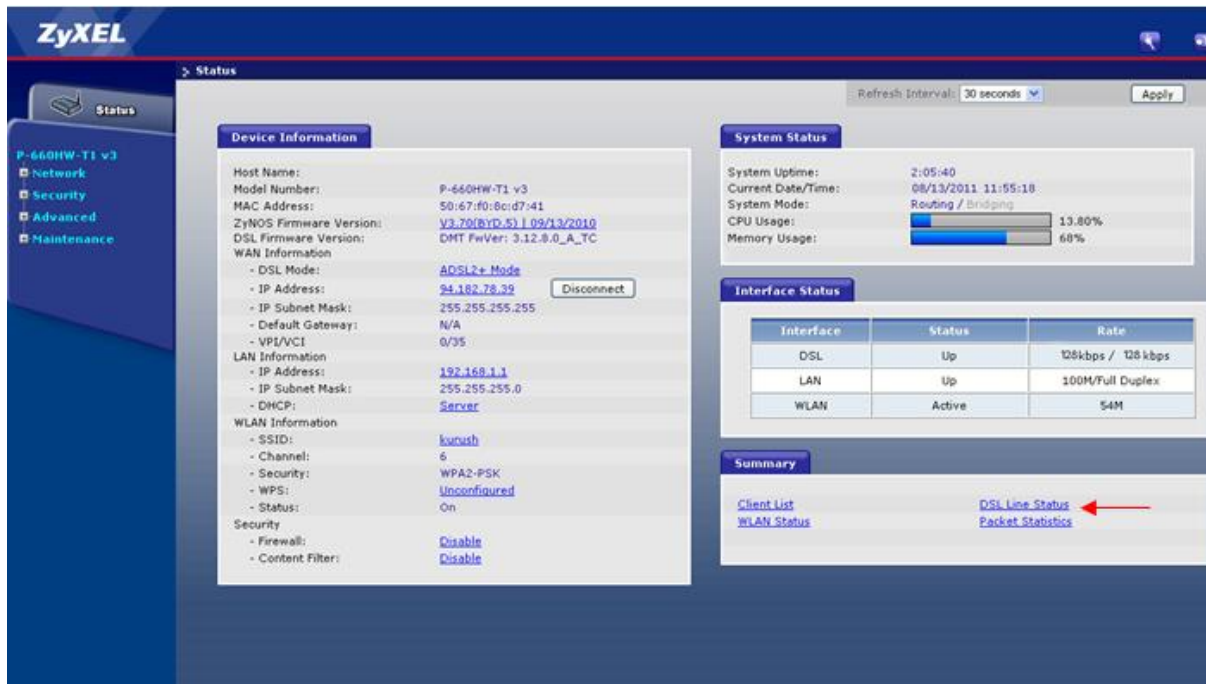 ZyXEL
> Status
Status
P-660HW-T1 v3
Network
Security
Advanced
Maintenance
Refresh Interval: 30 seconds Apply
Device Information
Host Name:
Model Number: P-660HW-T1 v3
MAC Address: 50:67:f0:8c:d7:41
ZyNOS Firmware Version: V3.70(BYD.5) | 09/13/2010
DSL Firmware Version: DMT FwVer: 3.12.8.0_A_TC
WAN Information
- DSL Mode: ADSL2+ Mode
- IP Address: 94.182.78.39 Disconnect
- IP Subnet Mask: 255.255.255.255
- Default Gateway: N/A
- VPI/VCI 0/35
LAN Information
- IP Address: 192.168.1.1
- IP Subnet Mask: 255.255.255.0
- DHCP: Server
WLAN Information
- SSID: kurush
- Channel: 6
- Security: WPA2-PSK
- WPS: Unconfigured
- Status: On
Security
- Firewall: Disable
- Content Filter: Disable
System Status
System Uptime: 2:05:40
Current Date/Time: 08/13/2011 11:55:18
System Mode: Routing / Bridging
CPU Usage: 13.80%
Memory Usage: 68%
Interface Status
Interface Status Rate
DSL Up 128kbps / 128 kbps
LAN Up 100M/Full Duplex
WLAN Active 54M
Summary
Client List DSL Line Status
WLAN Status Packet Statistics